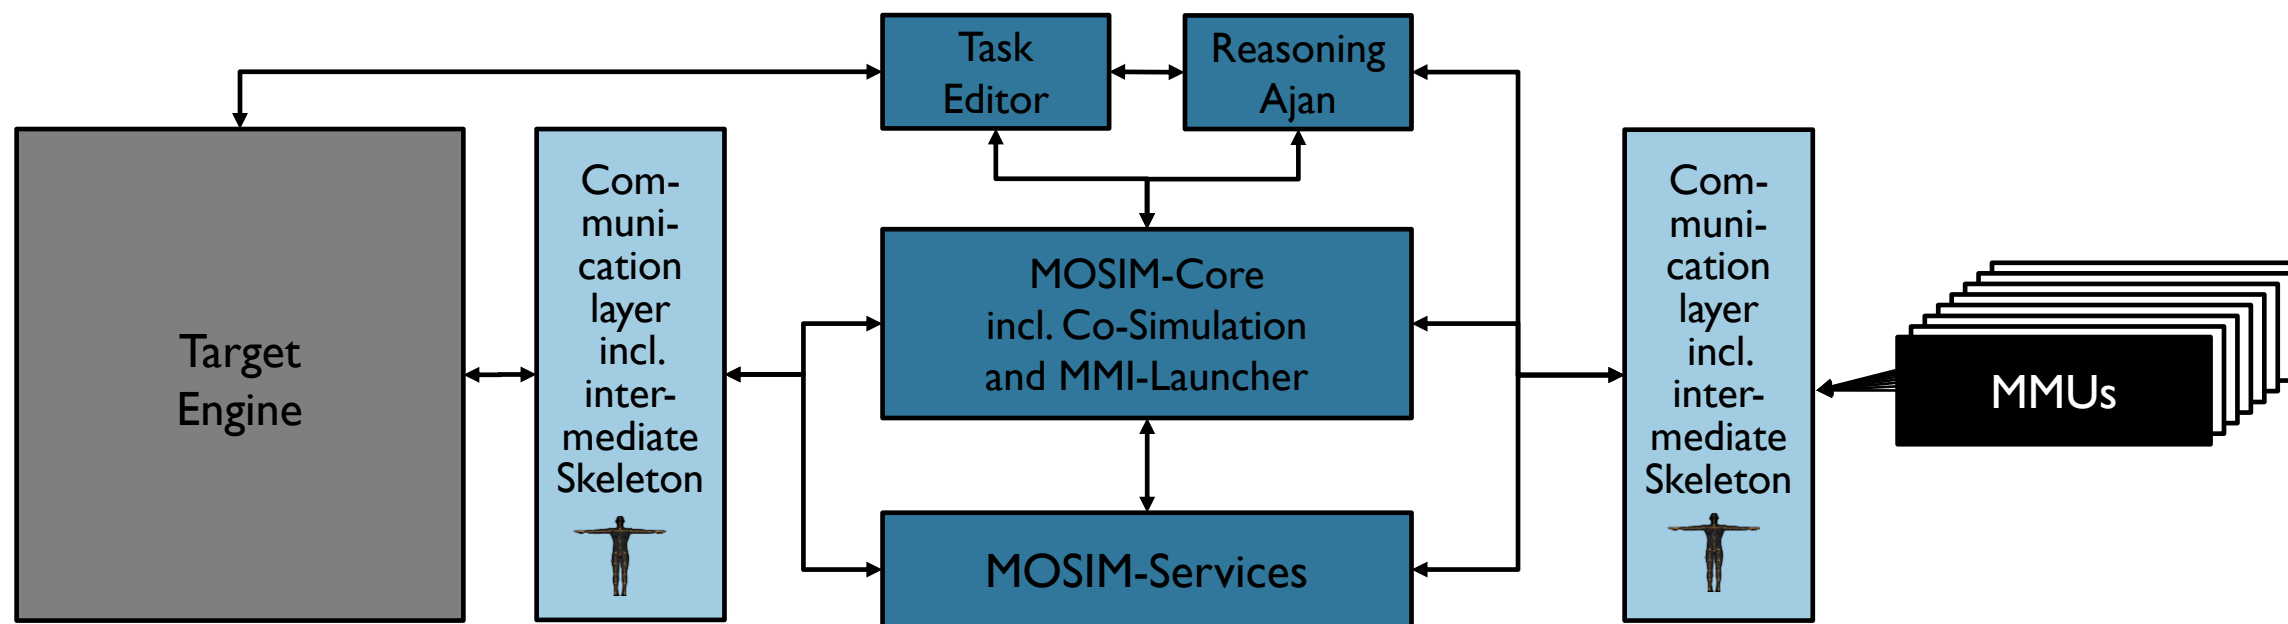 Task
Editor
Reasoning
Ajan
Target
Engine
Com-
muni-
cation
layer
incl.
inter-
mediate
Skeleton
MOSIM-Core
incl. Co-Simulation
and MMI-Launcher
MOSIM-Services
Com-
muni-
cation
layer
incl.
inter-
mediate
Skeleton
MMUs